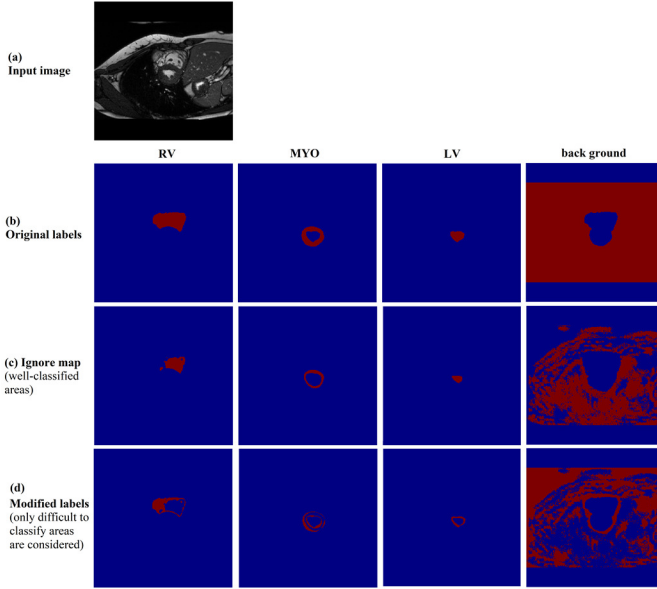 (a)
Input image
RV
MYO
LV
back ground
(b)
Original labels
(c) Ignore map
(well-classified
areas)
(d)
Modified labels
(only difficult to
classify areas
are considered)